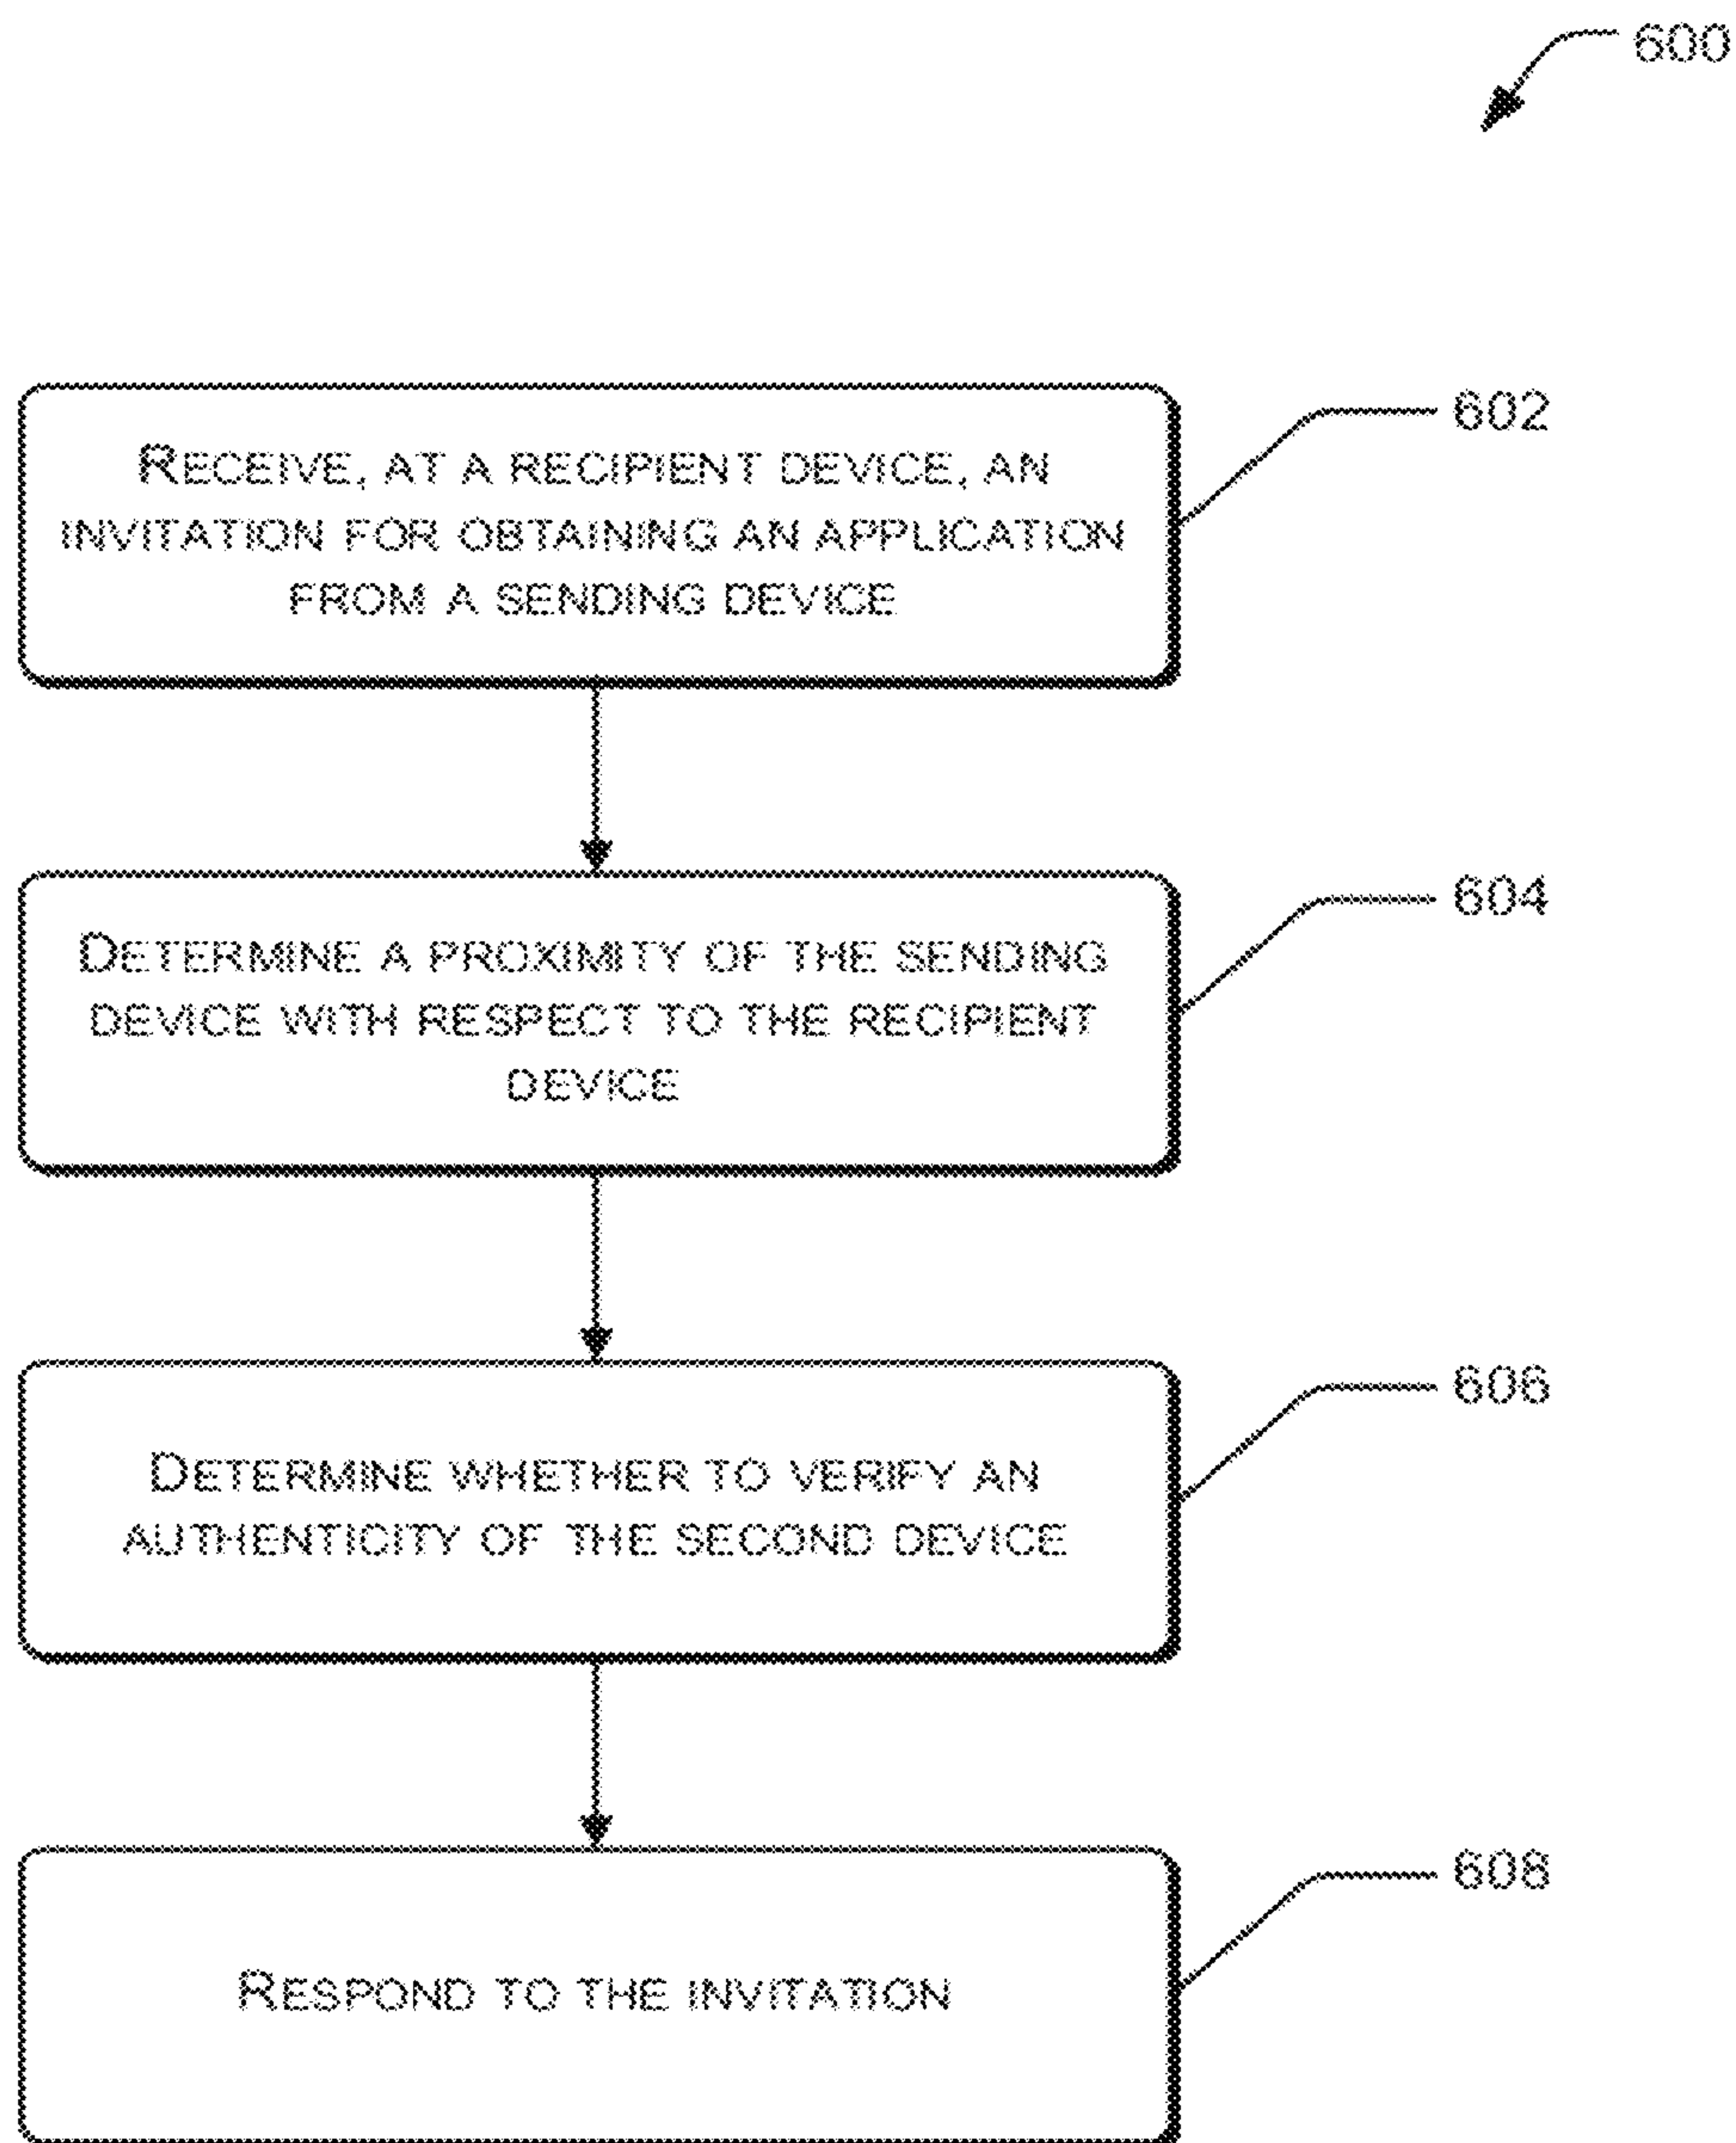 600
RECEIVE, AT A RECIPIENT DEVICE, AN
INVITATION FOR OBTAINING AN APPLICATION
FROM A SENDING DEVICE
602
DETERMINE A PROXIMITY OF THE SENDING
DEVICE WITH RESPECT TO THE RECIPIENT
DEVICE
604
DETERMINE WHETHER TO VERIFY AN
AUTHENTICITY OF THE SECOND DEVICE
606
RESPOND TO THE INVITATION
608